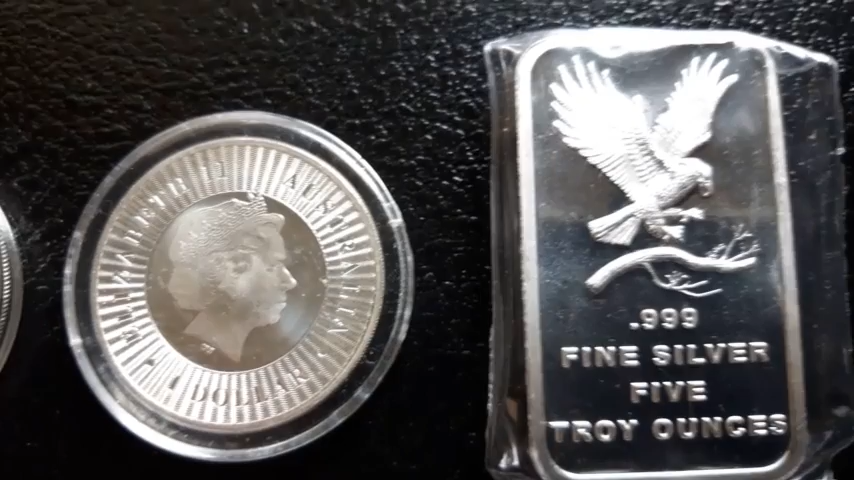 ELIZABETH II AUSTRALIA
1 DOLLAR
.999
FINE SILVER
FIVE
TROY OUNCES